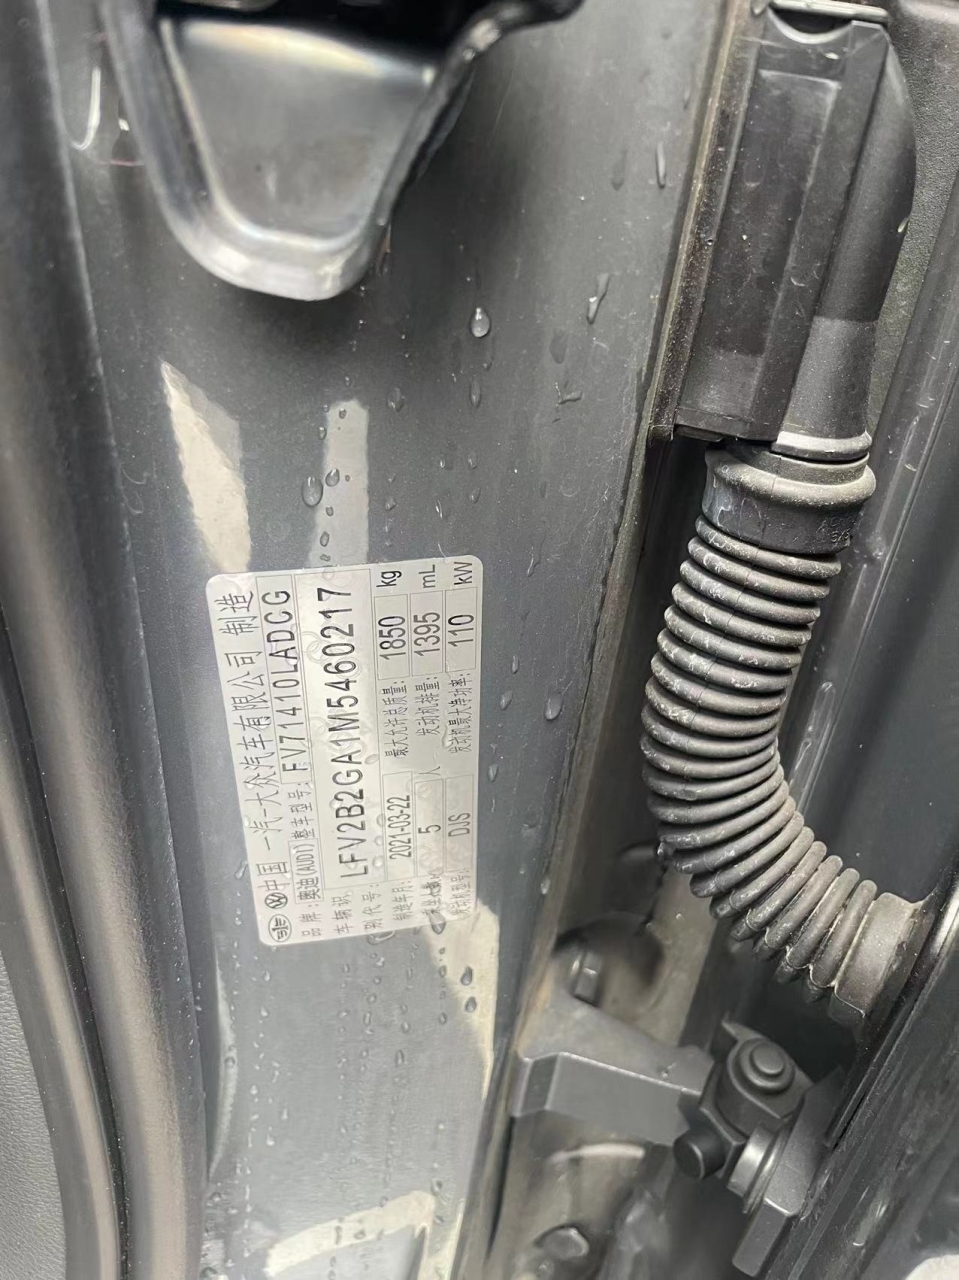 中国 一汽-大众汽车有限公司 制造
品牌:奥迪(AUDI) 整车型号: FV71410LADCG
车辆识别代号: LFV2B2GA1M5460217
制造年月: 2021-03-22 最大允许总质量: 1850 kg
乘坐人数: 5 人 发动机排量: 1395 mL
发动机型号: DJS 发动机最大净功率: 110 kW